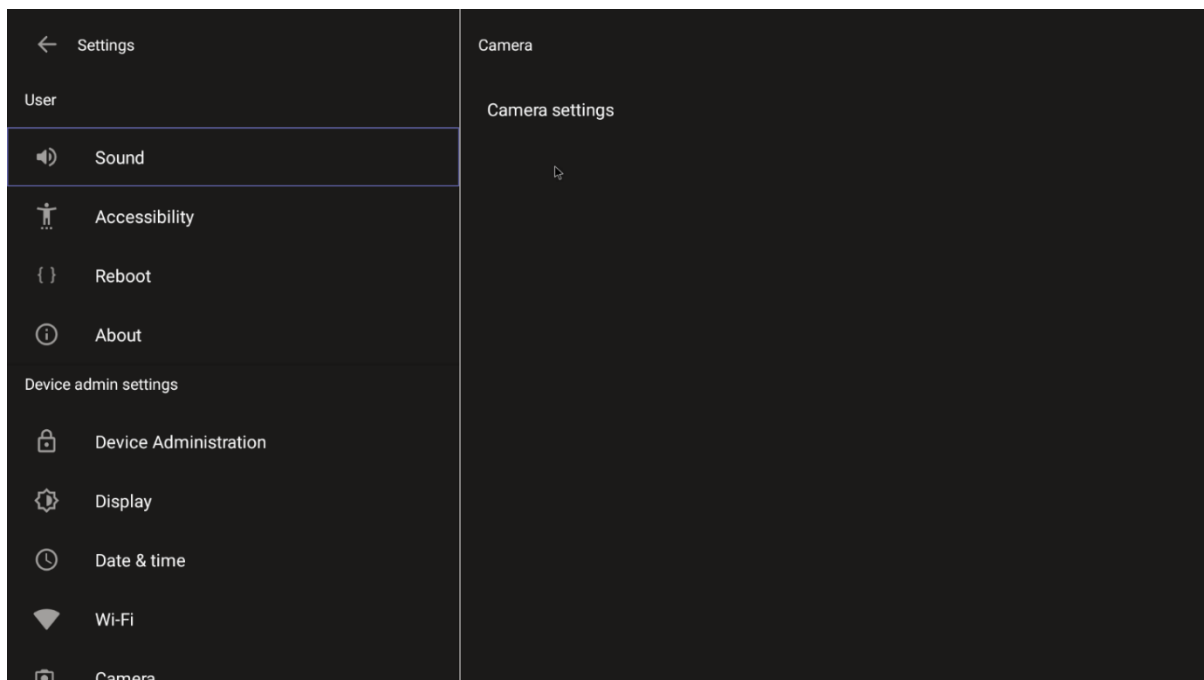 Settings
User
Sound
Accessibility
Reboot
About
Device admin settings
Device Administration
Display
Date & time
Wi-Fi
Camera
Camera
Camera settings